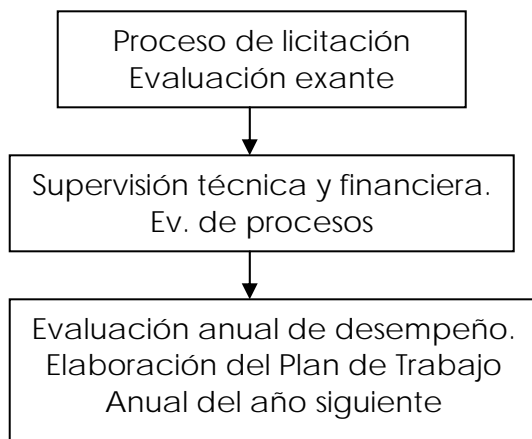 Proceso de licitación
Evaluación exante
Supervisión técnica y financiera.
Ev. de procesos
Evaluación anual de desempeño.
Elaboración del Plan de Trabajo
Anual del año siguiente